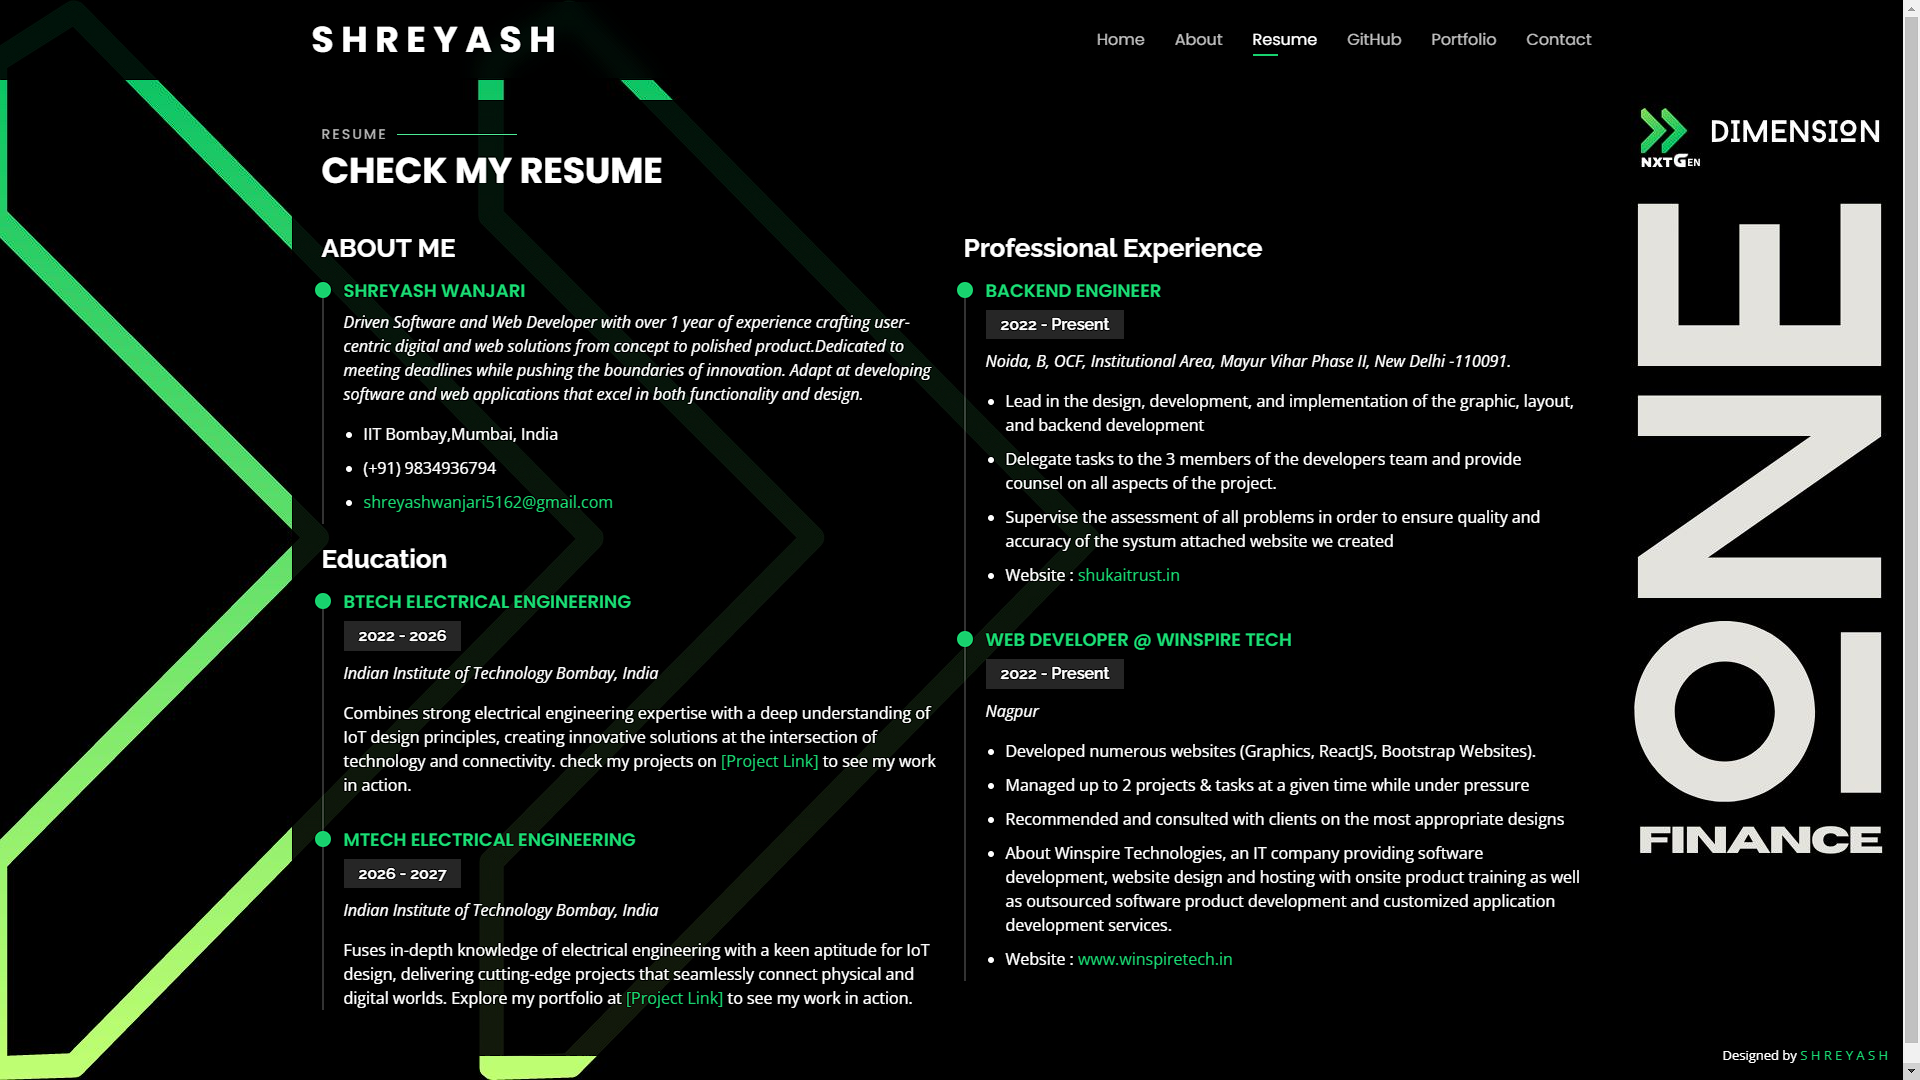 SHREYASH
Home
About
Resume
GitHub
Portfolio
Contact
RESUME
CHECK MY RESUME
ABOUT ME
SHREYASH WANJARI
Driven Software and Web Developer with over 1 year of experience crafting user-
centric digital and web solutions from concept to polished product.Dedicated to
meeting deadlines while pushing the boundaries of innovation. Adapt at developing
software and web applications that excel in both functionality and design.
IIT Bombay,Mumbai, India
(+91) 9834936794
shreyashwanjari5162@gmail.com
Education
BTECH ELECTRICAL ENGINEERING
2022 - 2026
Indian Institute of Technology Bombay, India
Combines strong electrical engineering expertise with a deep understanding of
IoT design principles, creating innovative solutions at the intersection of
technology and connectivity. check my projects on [Project Link] to see my work
in action.
MTECH ELECTRICAL ENGINEERING
2026 - 2027
Indian Institute of Technology Bombay, India
Fuses in-depth knowledge of electrical engineering with a keen aptitude for IoT
design, delivering cutting-edge projects that seamlessly connect physical and
digital worlds. Explore my portfolio at [Project Link] to see my work in action.
Professional Experience
BACKEND ENGINEER
2022 - Present
Noida, B, OCF, Institutional Area, Mayur Vihar Phase II, New Delhi -110091.
Lead in the design, development, and implementation of the graphic, layout,
and backend development
Delegate tasks to the 3 members of the developers team and provide
counsel on all aspects of the project.
Supervise the assessment of all problems in order to ensure quality and
accuracy of the systum attached website we created
Website : shukaitrust.in
WEB DEVELOPER @ WINSPIRE TECH
2022 - Present
Nagpur
Developed numerous websites (Graphics, ReactJS, Bootstrap Websites).
Managed up to 2 projects & tasks at a given time while under pressure
Recommended and consulted with clients on the most appropriate designs
About Winspire Technologies, an IT company providing software
development, website design and hosting with onsite product training as well
as outsourced software product development and customized application
development services.
Website : www.winspiretech.in
NXTGEN
DIMENSION
IONE
FINANCE
Designed by SHREYASH